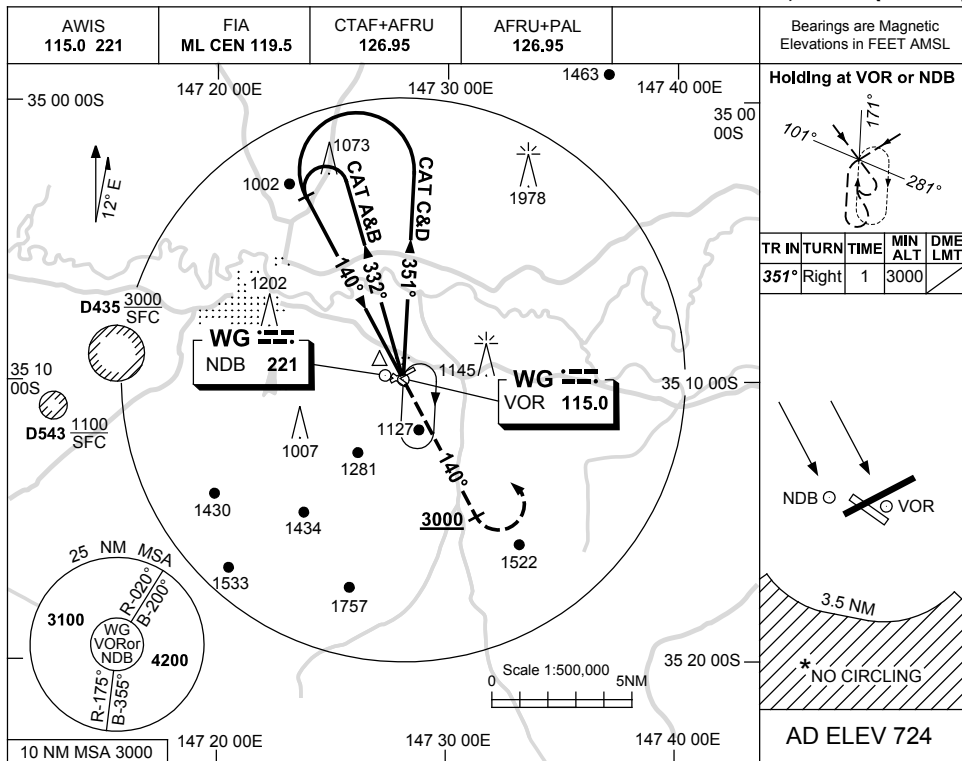 AWIS
115.0 221
FIA
ML CEN 119.5
CTAF+AFRU
126.95
AFRU+PAL
126.95
Bearings are Magnetic
Elevations in FEET AMSL
147 20 00E
147 30 00E
1463
147 40 00E
35 00 00S
35 00
00S
12° E
1073
1002
1978
CAT A&B
CAT C&D
140°
332°
351°
1202
D435 3000
SFC
WG
NDB 221
1145
WG
VOR 115.0
35 10
00S
35 10 00S
D543 1100
SFC
1007
1127
1281
140°
1430
1434
3000
1522
1533
1757
25 NM MSA
R-020°
B-200°
3100
WG
VORor
NDB
4200
R-175°
B-355°
Scale 1:500,000
0
5NM
35 20 00S
10 NM MSA 3000
147 20 00E
147 30 00E
147 40 00E
Holding at VOR or NDB
171°
101°
281°
TR IN TURN TIME MIN ALT DME LMT
351° Right 1 3000
NDB
VOR
3.5 NM
*NO CIRCLING
AD ELEV 724